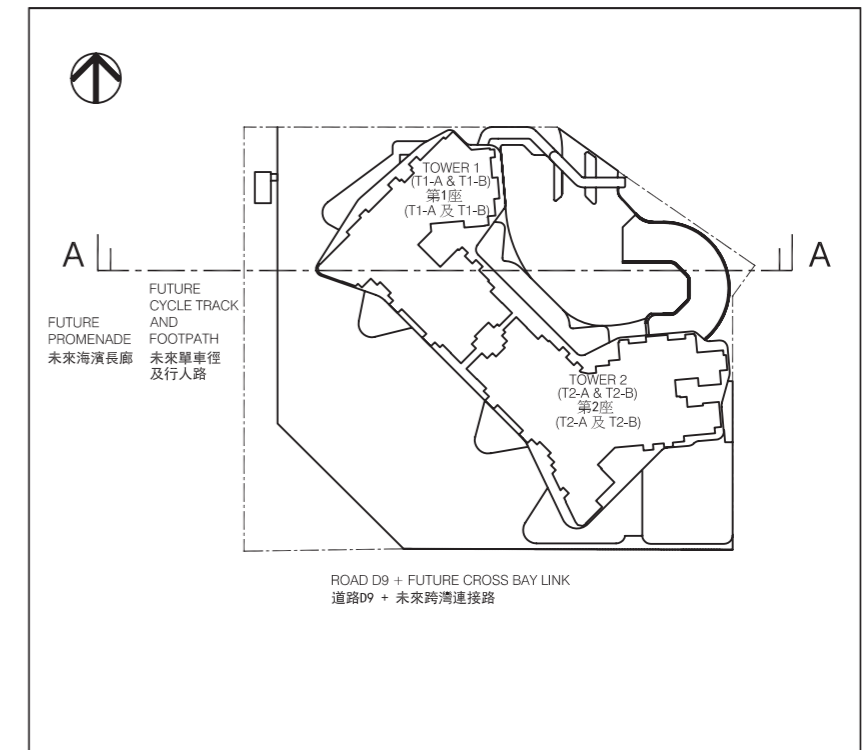 TOWER 1
(T1-A & T1-B)
第1座
(T1-A 及 T1-B)
A
A
FUTURE
PROMENADE
未來海濱長廊
FUTURE
CYCLE TRACK
AND
FOOTPATH
未來單車徑
及行人路
TOWER 2
(T2-A & T2-B)
第2座
(T2-A 及 T2-B)
ROAD D9 + FUTURE CROSS BAY LINK
道路D9 + 未來跨灣連接路